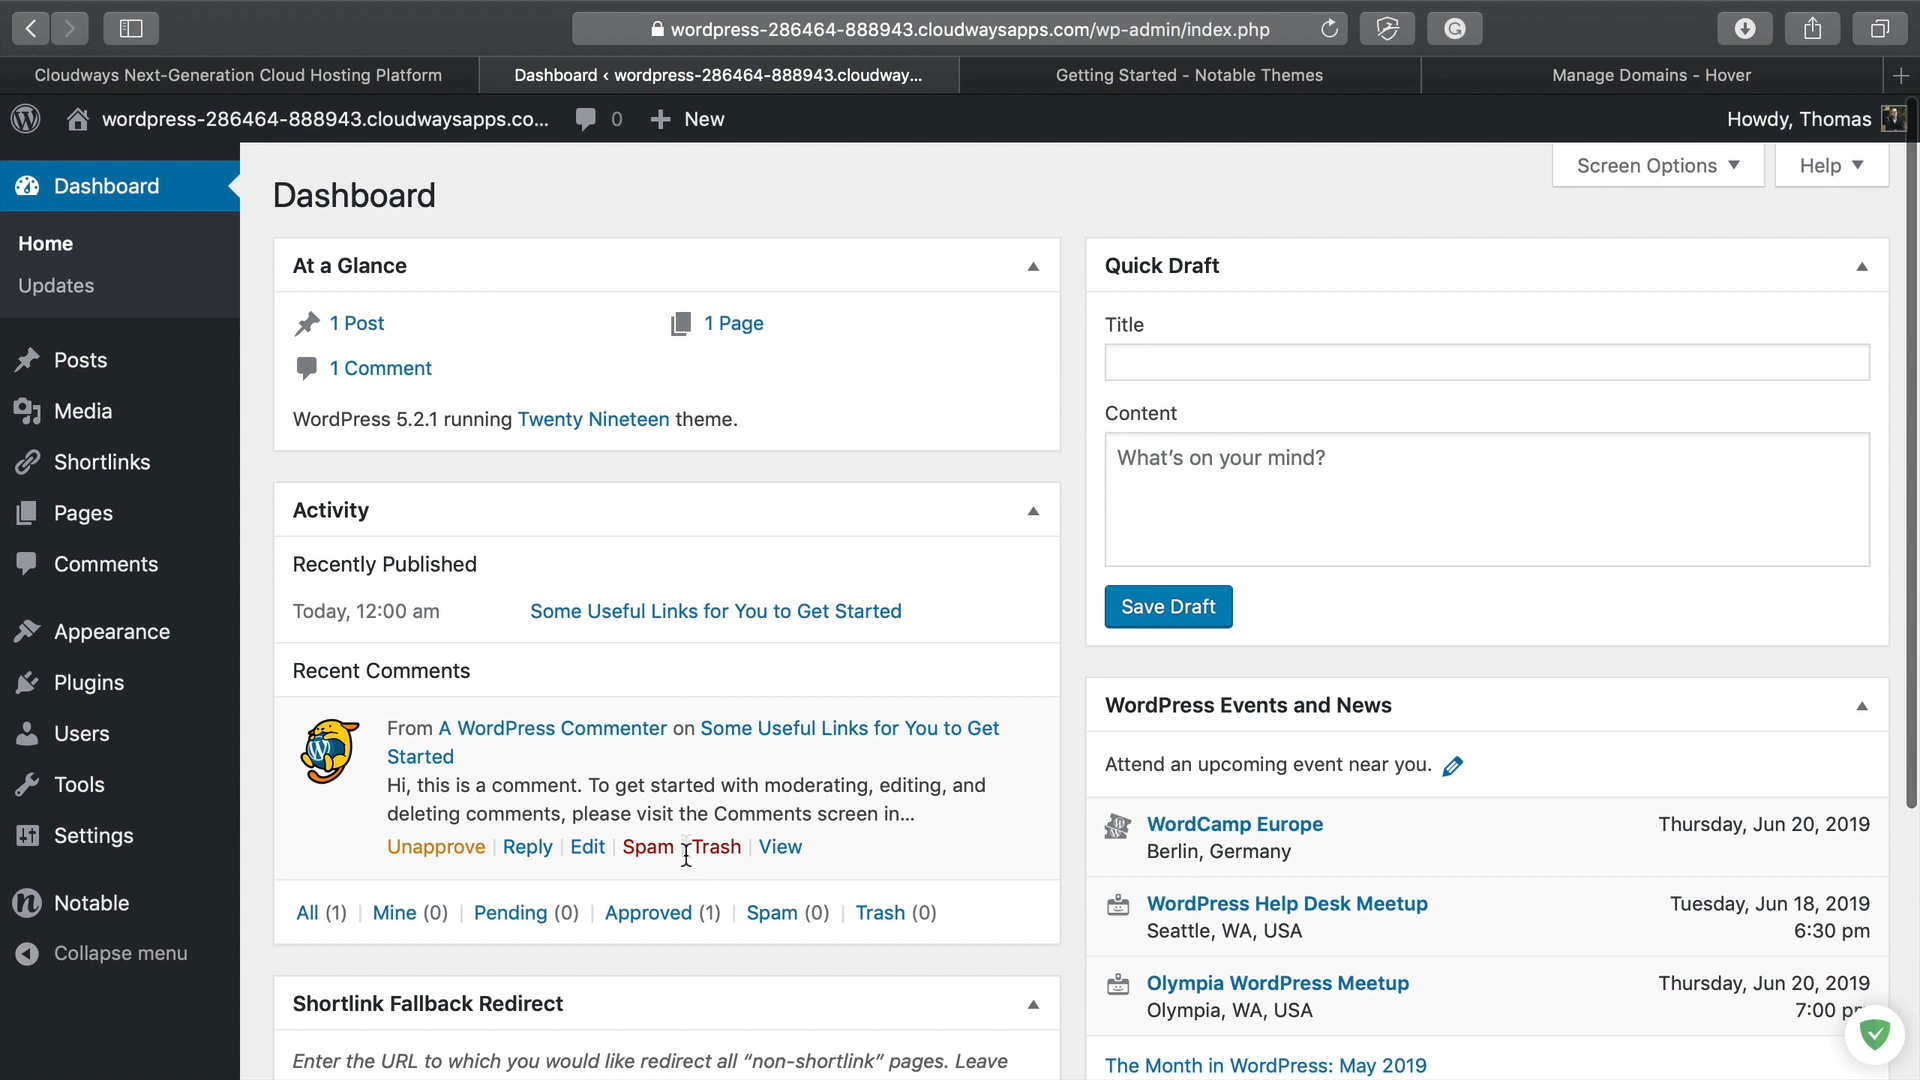 wordpress-286464-888943.cloudwaysapps.com/wp-admin/index.php
Cloudways Next-Generation Cloud Hosting Platform
Dashboard ‹ wordpress-286464-888943.cloudway...
Getting Started - Notable Themes
Manage Domains - Hover
wordpress-286464-888943.cloudwaysapps.co...
0
New
Howdy, Thomas
Screen Options
Help
Dashboard
Home
Updates
Posts
Media
Shortlinks
Pages
Comments
Appearance
Plugins
Users
Tools
Settings
Notable
Collapse menu
Dashboard
At a Glance
1 Post
1 Page
1 Comment
WordPress 5.2.1 running Twenty Nineteen theme.
Activity
Recently Published
Today, 12:00 am Some Useful Links for You to Get Started
Recent Comments
From A WordPress Commenter on Some Useful Links for You to Get
Started
Hi, this is a comment. To get started with moderating, editing, and
deleting comments, please visit the Comments screen in...
Unapprove | Reply | Edit | Spam | Trash | View
All (1) | Mine (0) | Pending (0) | Approved (1) | Spam (0) | Trash (0)
Shortlink Fallback Redirect
Enter the URL to which you would like redirect all "non-shortlink" pages. Leave
Quick Draft
Title
Content
What's on your mind?
Save Draft
WordPress Events and News
Attend an upcoming event near you.
WordCamp Europe Thursday, Jun 20, 2019
Berlin, Germany
WordPress Help Desk Meetup Tuesday, Jun 18, 2019
Seattle, WA, USA 6:30 pm
Olympia WordPress Meetup Thursday, Jun 20, 2019
Olympia, WA, USA 7:00
The Month in WordPress: May 2019